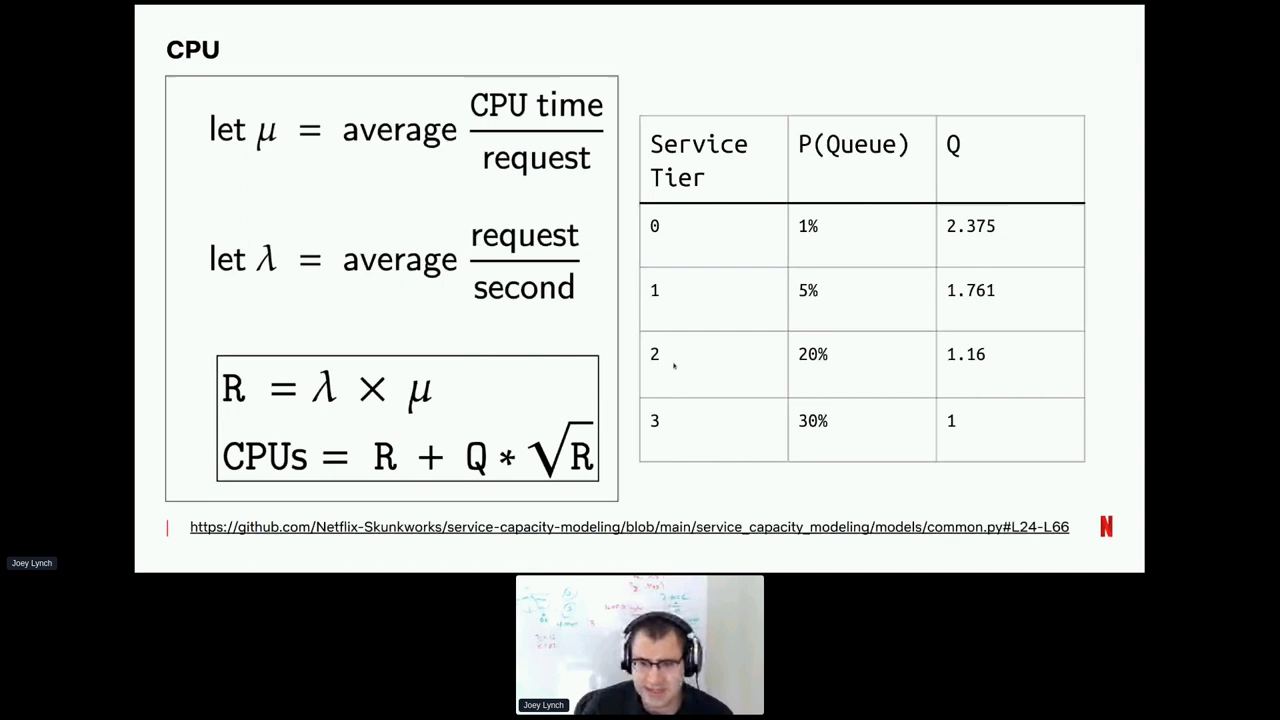 CPU
let μ = average CPU time / request
let λ = average request / second
R = λ × μ
CPUs = R + Q * √R
Service Tier P(Queue) Q
0 1% 2.375
1 5% 1.761
2 20% 1.16
3 30% 1
https://github.com/Netflix-Skunkworks/service-capacity-modeling/blob/main/service_capacity_modeling/models/common.py#L24-L66
N
Joey Lynch
Joey Lynch